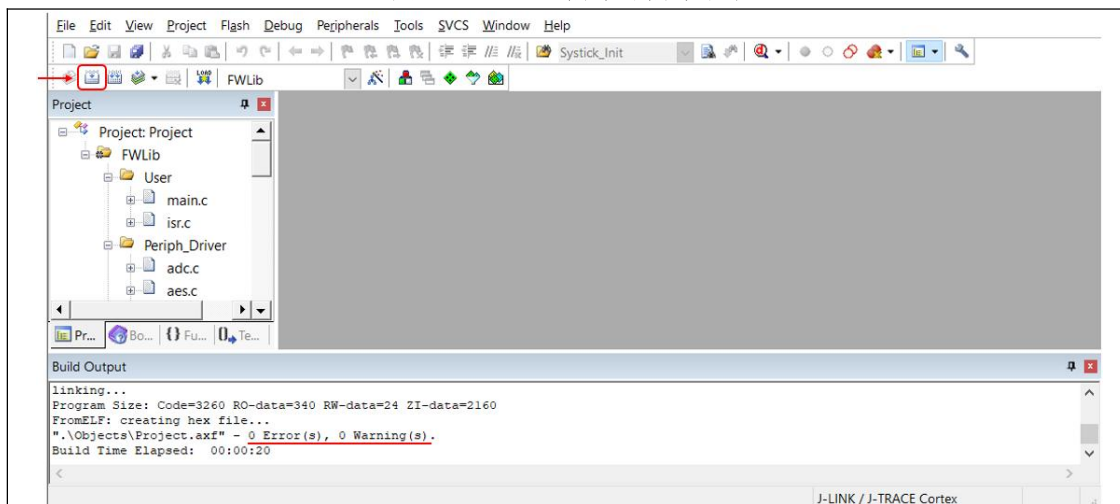 File Edit View Project Flash Debug Peripherals Tools SVCS Window Help
Systick_Init
LOAD FWLib
Project
Project: Project
FWLib
User
main.c
isr.c
Periph_Driver
adc.c
aes.c
Pr... Bo... {} Fu... Te...
Build Output
linking...
Program Size: Code=3260 RO-data=340 RW-data=24 ZI-data=2160
FromELF: creating hex file...
".\Objects\Project.axf" - 0 Error(s), 0 Warning(s).
Build Time Elapsed:  00:00:20
J-LINK / J-TRACE Cortex